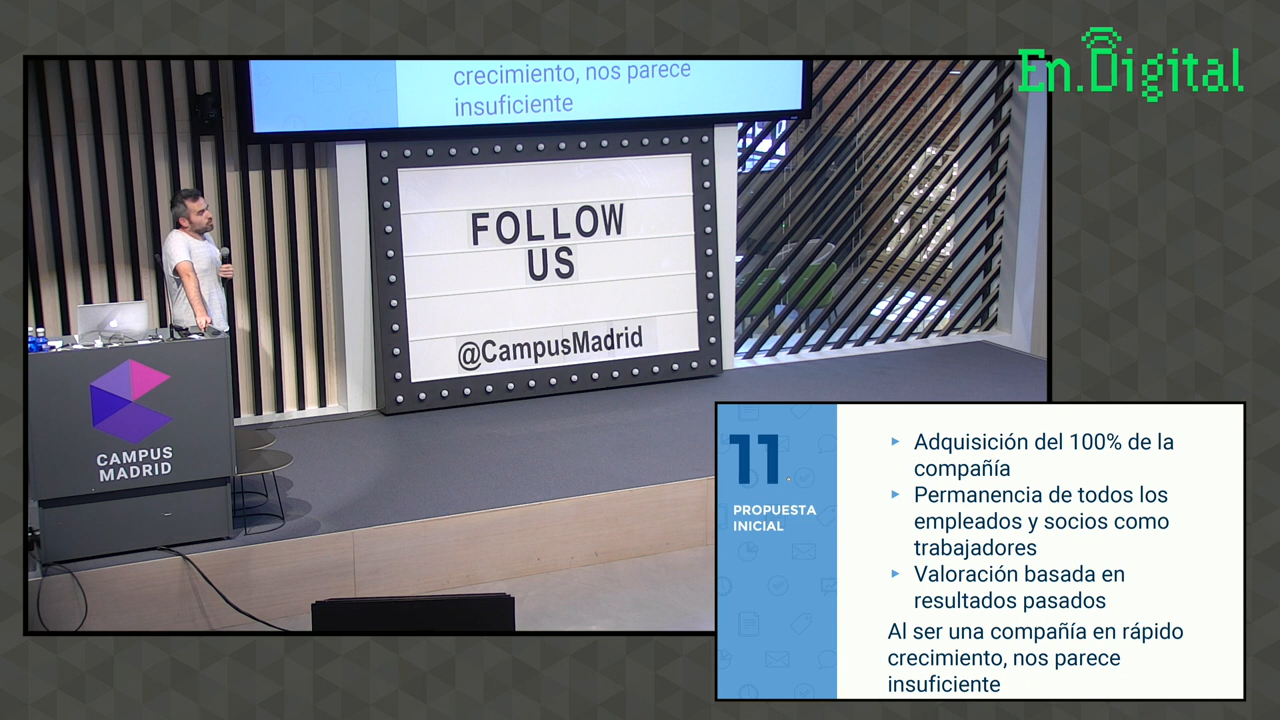 En.Digital
crecimiento, nos parece
insuficiente
FOLLOW
US
@CampusMadrid
CAMPUS
MADRID
11.
PROPUESTA
INICIAL
Adquisición del 100% de la
compañía
Permanencia de todos los
empleados y socios como
trabajadores
Valoración basada en
resultados pasados
Al ser una compañía en rápido
crecimiento, nos parece
insuficiente